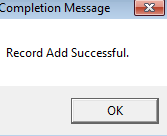 Completion Message
Record Add Successful.
OK